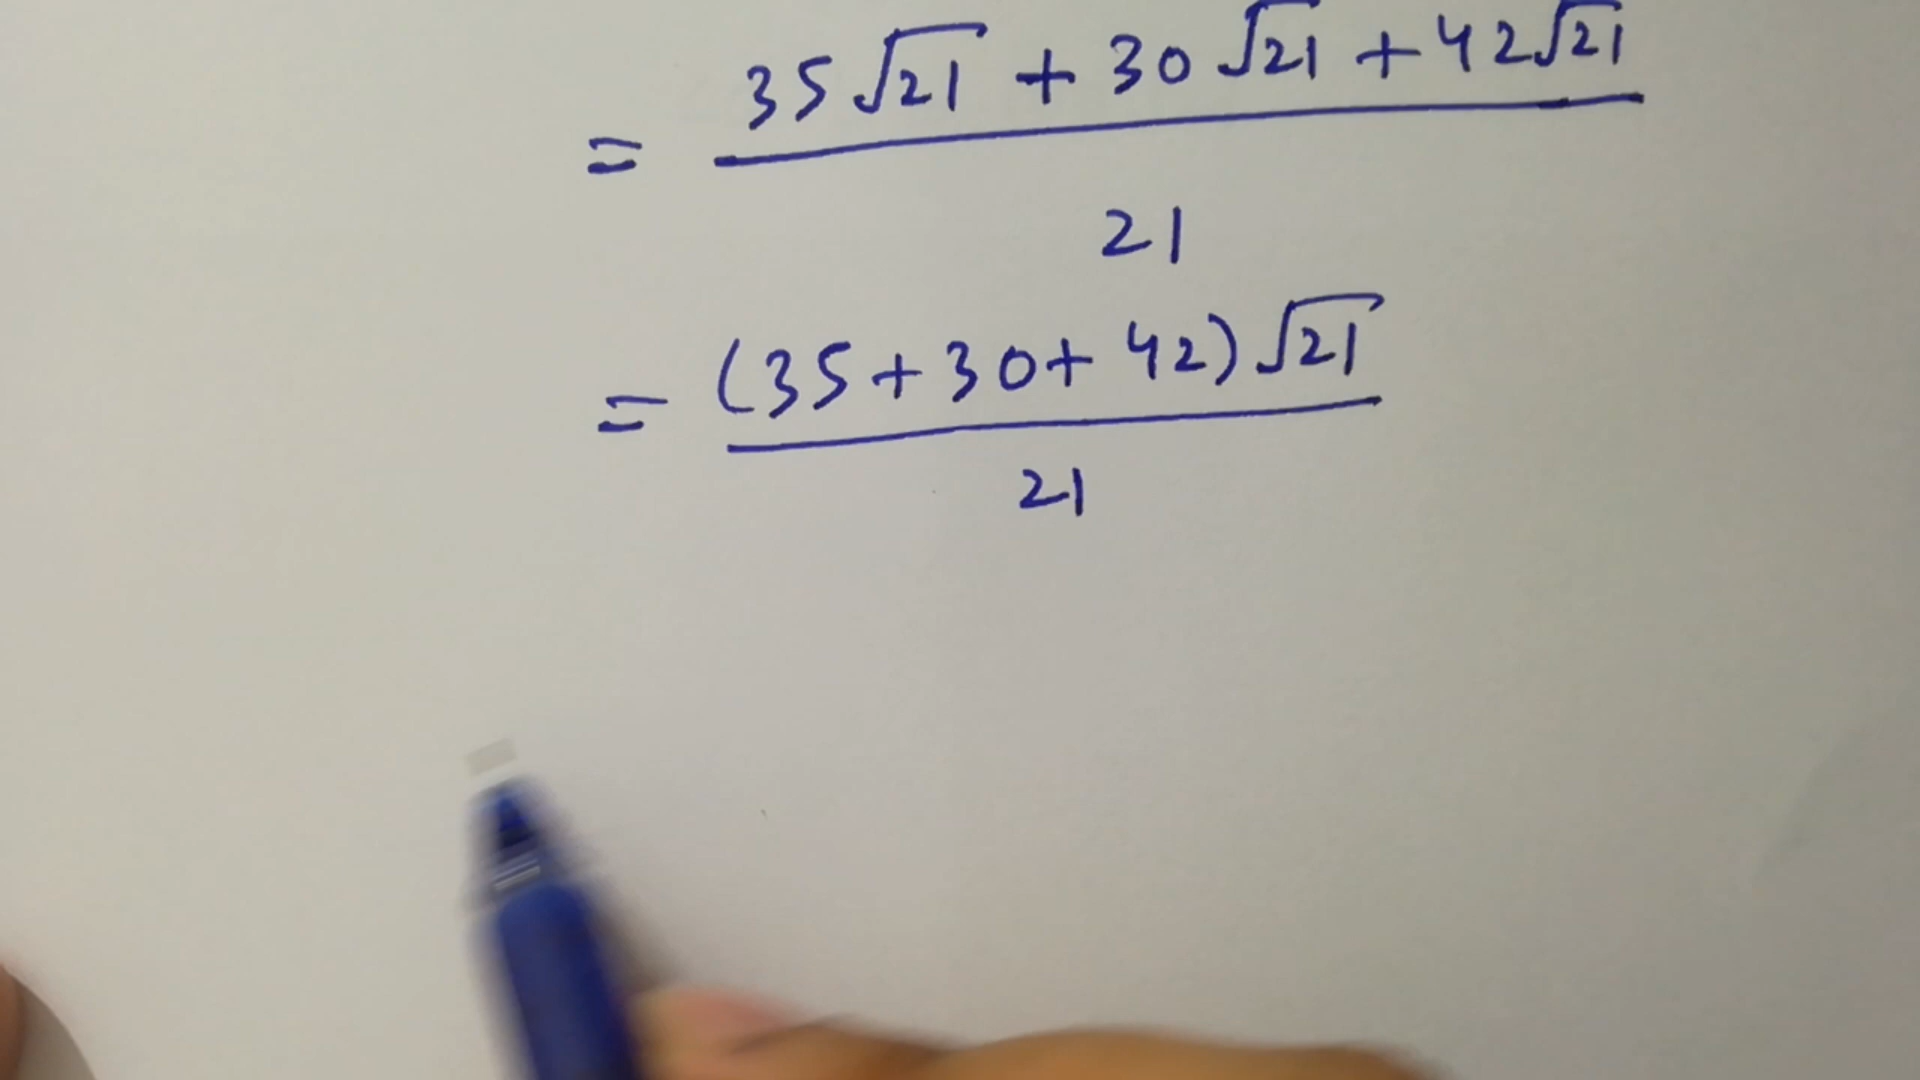 = 35√21 + 30√21 + 42√21
21
= (35+30+42)√21
21